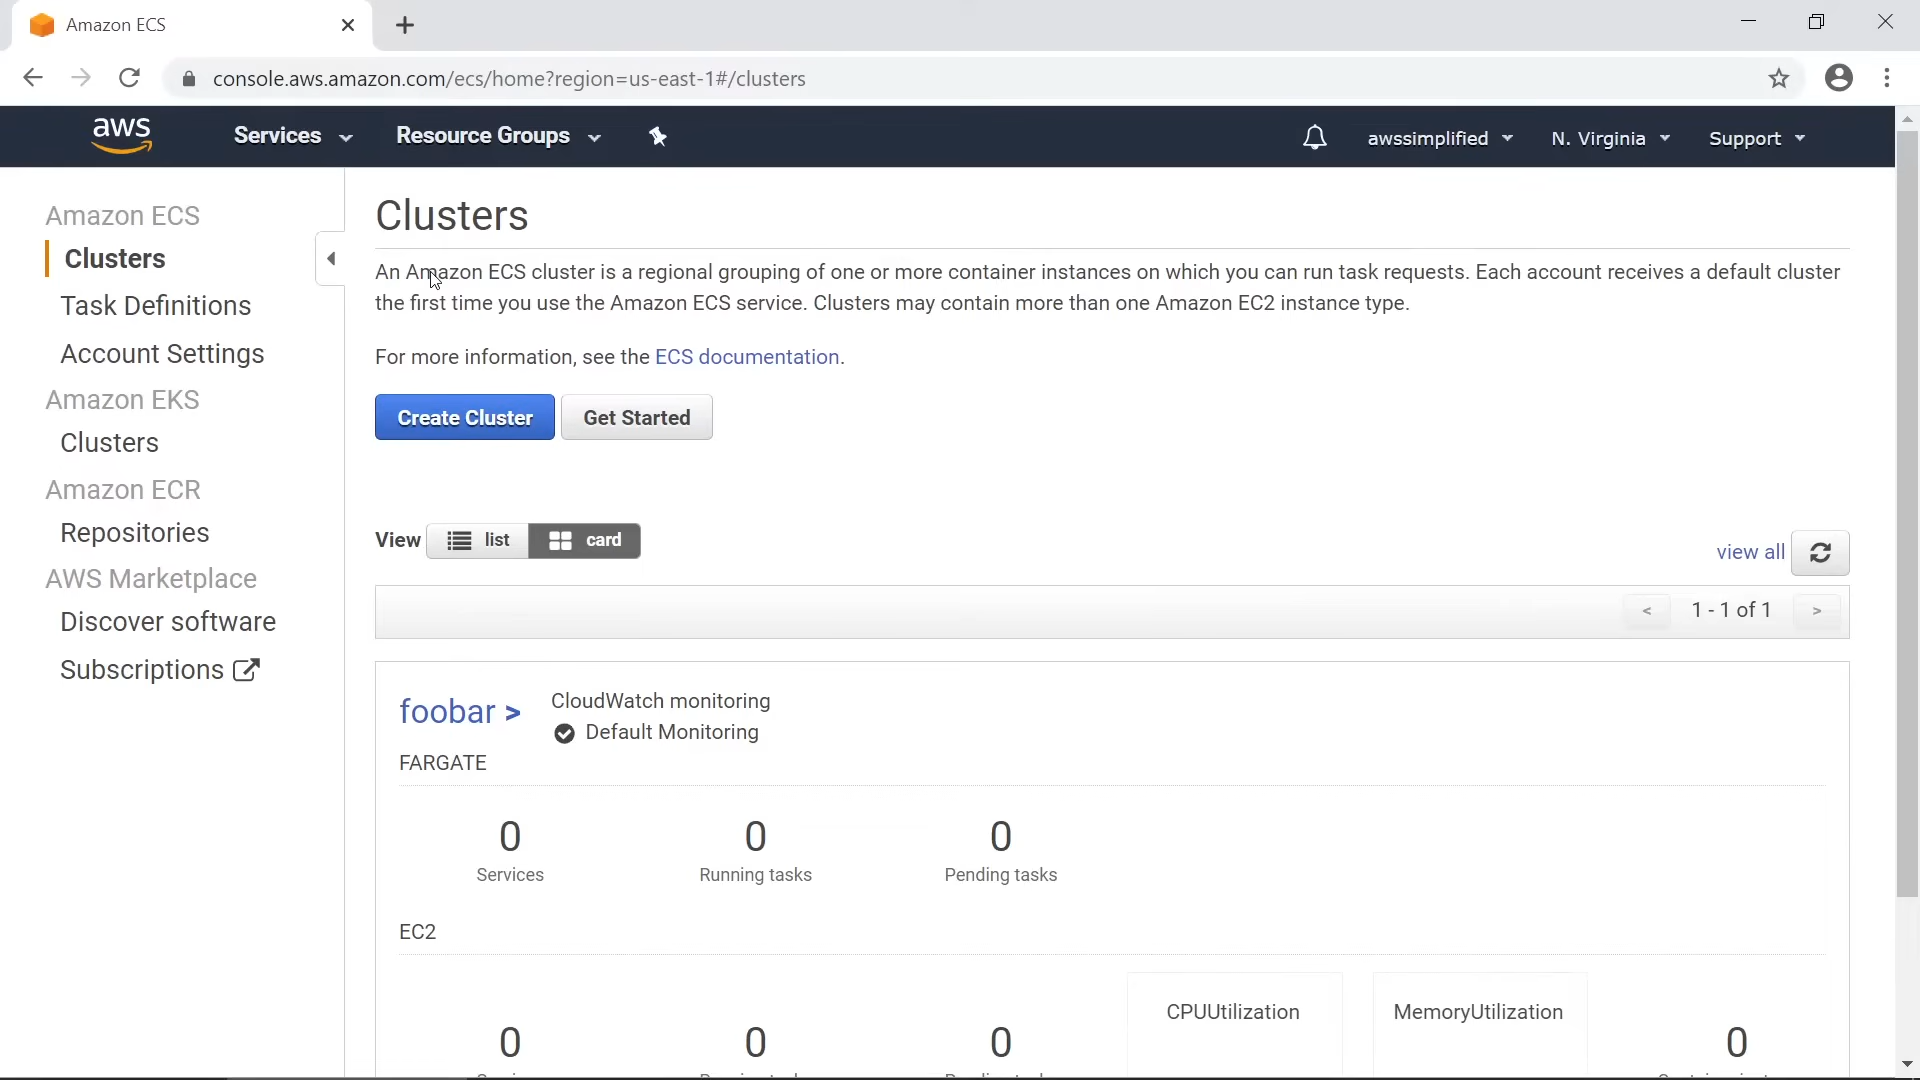 Amazon ECS
console.aws.amazon.com/ecs/home?region=us-east-1#/clusters
aws Services Resource Groups awssimplified N. Virginia Support
Amazon ECS
Clusters
Task Definitions
Account Settings
Amazon EKS
Clusters
Amazon ECR
Repositories
AWS Marketplace
Discover software
Subscriptions
Clusters
An Amazon ECS cluster is a regional grouping of one or more container instances on which you can run task requests. Each account receives a default cluster
the first time you use the Amazon ECS service. Clusters may contain more than one Amazon EC2 instance type.
For more information, see the ECS documentation.
Create Cluster Get Started
View list card view all
< 1 - 1 of 1 >
foobar > CloudWatch monitoring
Default Monitoring
FARGATE
0 0 0
Services Running tasks Pending tasks
EC2
CPUUtilization MemoryUtilization
0 0 0 0